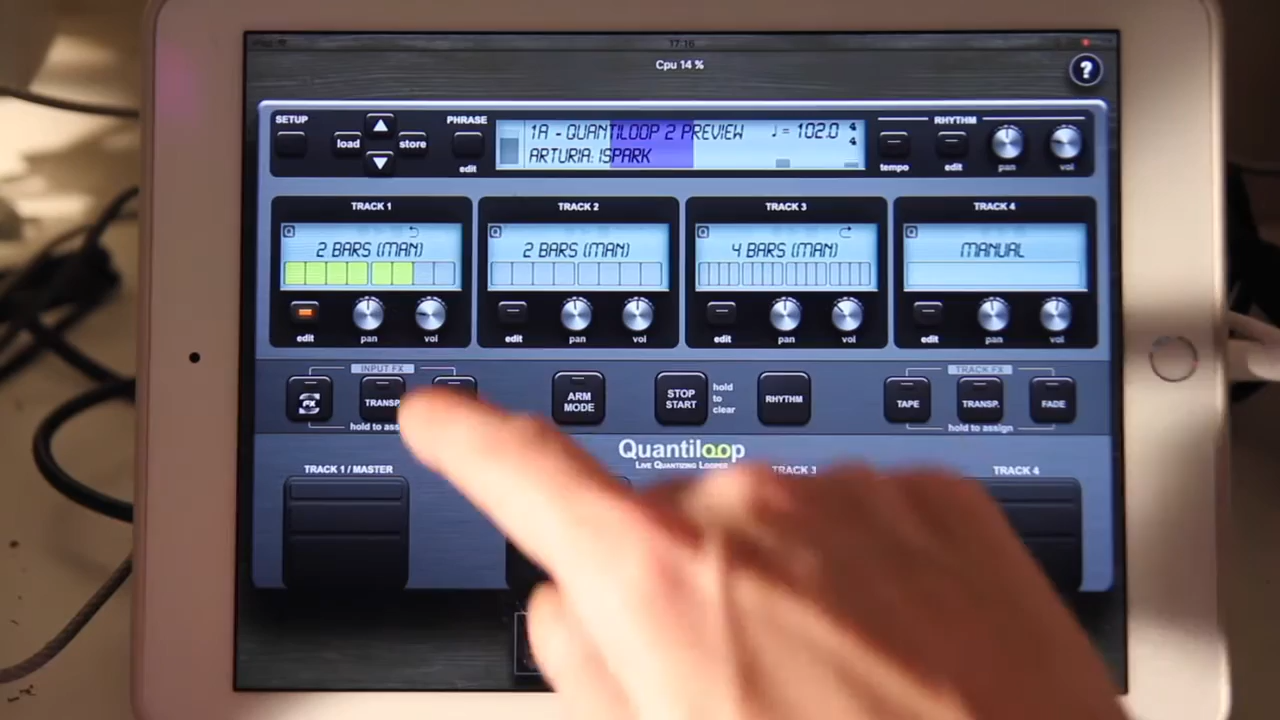 17:16
Cpu 14 %
?
SETUP
load
store
PHRASE
edit
1A - QUANTILOOP 2 PREVIEW ♩ = 102.0 4 4
ARTURIA: ISPARK
RHYTHM
tempo
edit
pan
vol
TRACK 1
TRACK 2
TRACK 3
TRACK 4
Q
2 BARS (MAN)
Q
2 BARS (MAN)
Q
4 BARS (MAN)
Q
MANUAL
edit pan vol
edit pan vol
edit pan vol
edit pan vol
INPUT FX
FX
TRANSP.
ARM
MODE
STOP
START
hold
to
clear
RHYTHM
TRACK FX
TAPE
TRANSP.
FADE
hold to assign
Quantiloop
LIVE QUANTIZING LOOPER
TRACK 1 / MASTER
TRACK 3
TRACK 4